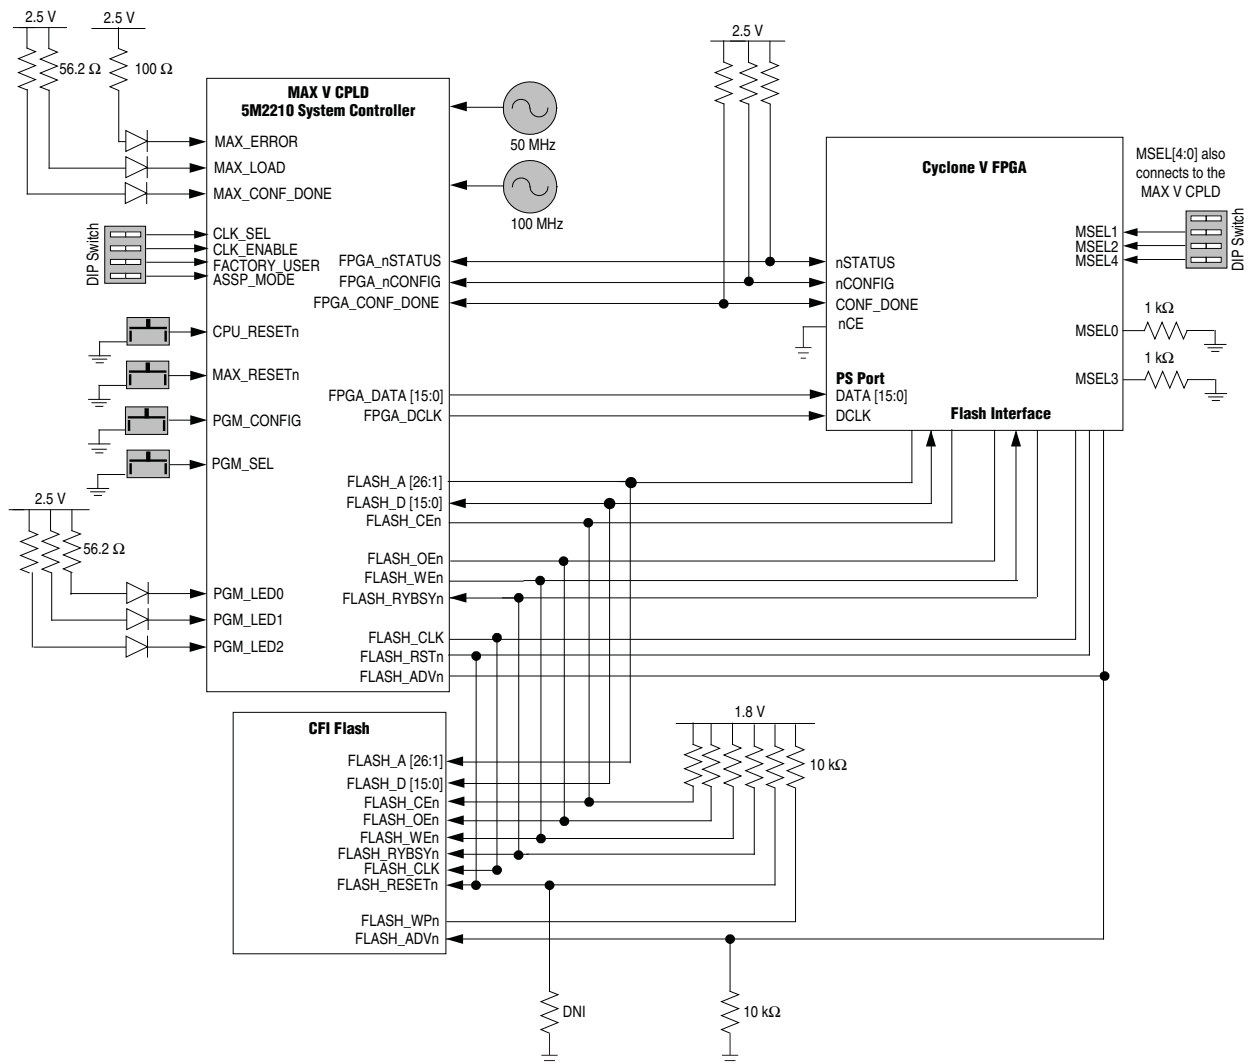 2.5 V
2.5 V
56.2 Ω
100 Ω
MAX V CPLD
5M2210 System Controller
MAX_ERROR
MAX_LOAD
MAX_CONF_DONE
DIP Switch
CLK_SEL
CLK_ENABLE
FACTORY_USER
ASSP_MODE
CPU_RESETn
MAX_RESETn
PGM_CONFIG
PGM_SEL
2.5 V
56.2 Ω
PGM_LED0
PGM_LED1
PGM_LED2
50 MHz
100 MHz
FPGA_nSTATUS
FPGA_nCONFIG
FPGA_CONF_DONE
FPGA_DATA [15:0]
FPGA_DCLK
FLASH_A [26:1]
FLASH_D [15:0]
FLASH_CEn
FLASH_OEn
FLASH_WEn
FLASH_RYBSYn
FLASH_CLK
FLASH_RSTn
FLASH_ADVn
2.5 V
Cyclone V FPGA
nSTATUS
nCONFIG
CONF_DONE
nCE
PS Port
DATA [15:0]
DCLK
Flash Interface
MSEL1
MSEL2
MSEL4
MSEL0
MSEL3
MSEL[4:0] also
connects to the
MAX V CPLD
DIP Switch
1 kΩ
1 kΩ
CFI Flash
FLASH_A [26:1]
FLASH_D [15:0]
FLASH_CEn
FLASH_OEn
FLASH_WEn
FLASH_RYBSYn
FLASH_CLK
FLASH_RESETn
FLASH_WPn
FLASH_ADVn
1.8 V
10 kΩ
DNI
10 kΩ